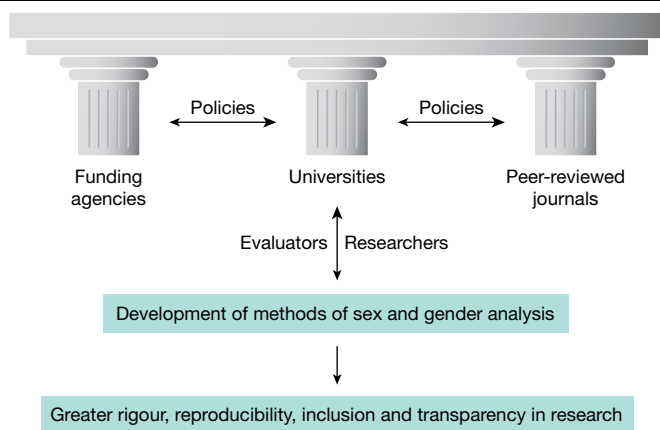 Policies
Policies
Funding
agencies
Universities
Peer-reviewed
journals
Evaluators
Researchers
Development of methods of sex and gender analysis
Greater rigour, reproducibility, inclusion and transparency in research